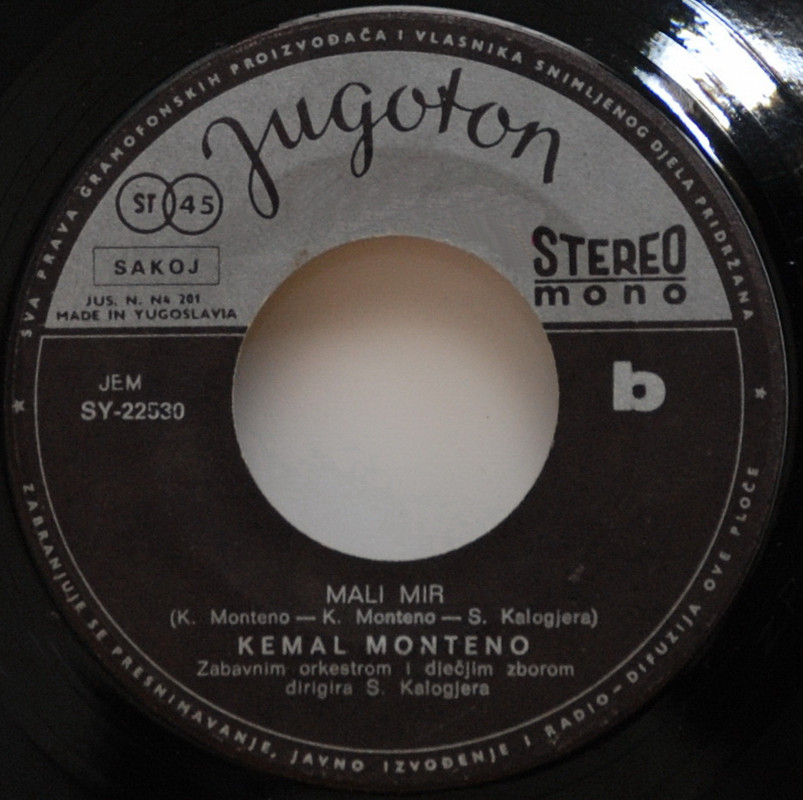 SVA PRAVA GRAMOFONSKIH PROIZVOĐAČA I VLASNIKA SNIMLJENOG DJELA PRIDRŽANA
Jugoton
ST 45
SAKOJ
STEREO
mono
JUS. N. N4 201
MADE IN YUGOSLAVIA
JEM
SY-22530
b
MALI MIR
(K. Monteno — K. Monteno — S. Kalogjera)
KEMAL MONTENO
Zabavnim orkestrom i dječjim zborom
dirigira S. Kalogjera
ZABRANJUJE SE PRESNIMAVANJE, JAVNO IZVOĐENJE I RADIO-DIFUZIJA OVE PLOČE